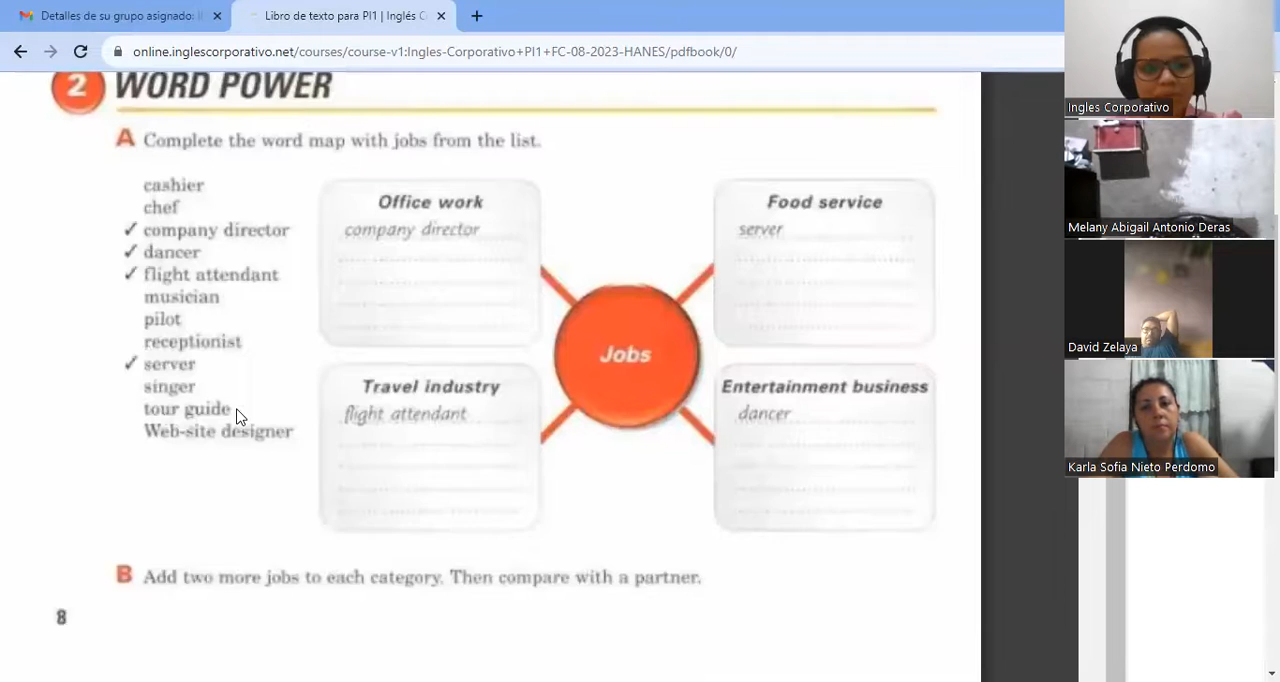 Detalles de su grupo asignado: I
Libro de texto para PI1 | Inglés C
online.inglescorporativo.net/courses/course-v1:Ingles-Corporativo+PI1+FC-08-2023-HANES/pdfbook/0/
2 WORD POWER
A Complete the word map with jobs from the list.
cashier
chef
✓ company director
✓ dancer
✓ flight attendant
musician
pilot
receptionist
✓ server
singer
tour guide
Web-site designer
Office work
company director
Food service
server
Jobs
Travel industry
flight attendant
Entertainment business
dancer
B Add two more jobs to each category. Then compare with a partner.
8
Ingles Corporativo
Melany Abigail Antonio Deras
David Zelaya
Karla Sofia Nieto Perdomo